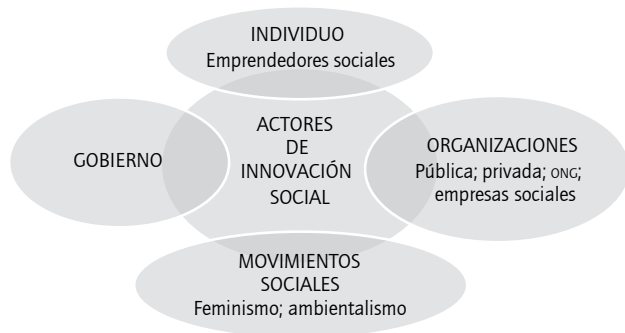 INDIVIDUO
Emprendedores sociales
GOBIERNO
ACTORES
DE
INNOVACIÓN
SOCIAL
ORGANIZACIONES
Pública; privada; ONG;
empresas sociales
MOVIMIENTOS
SOCIALES
Feminismo; ambientalismo